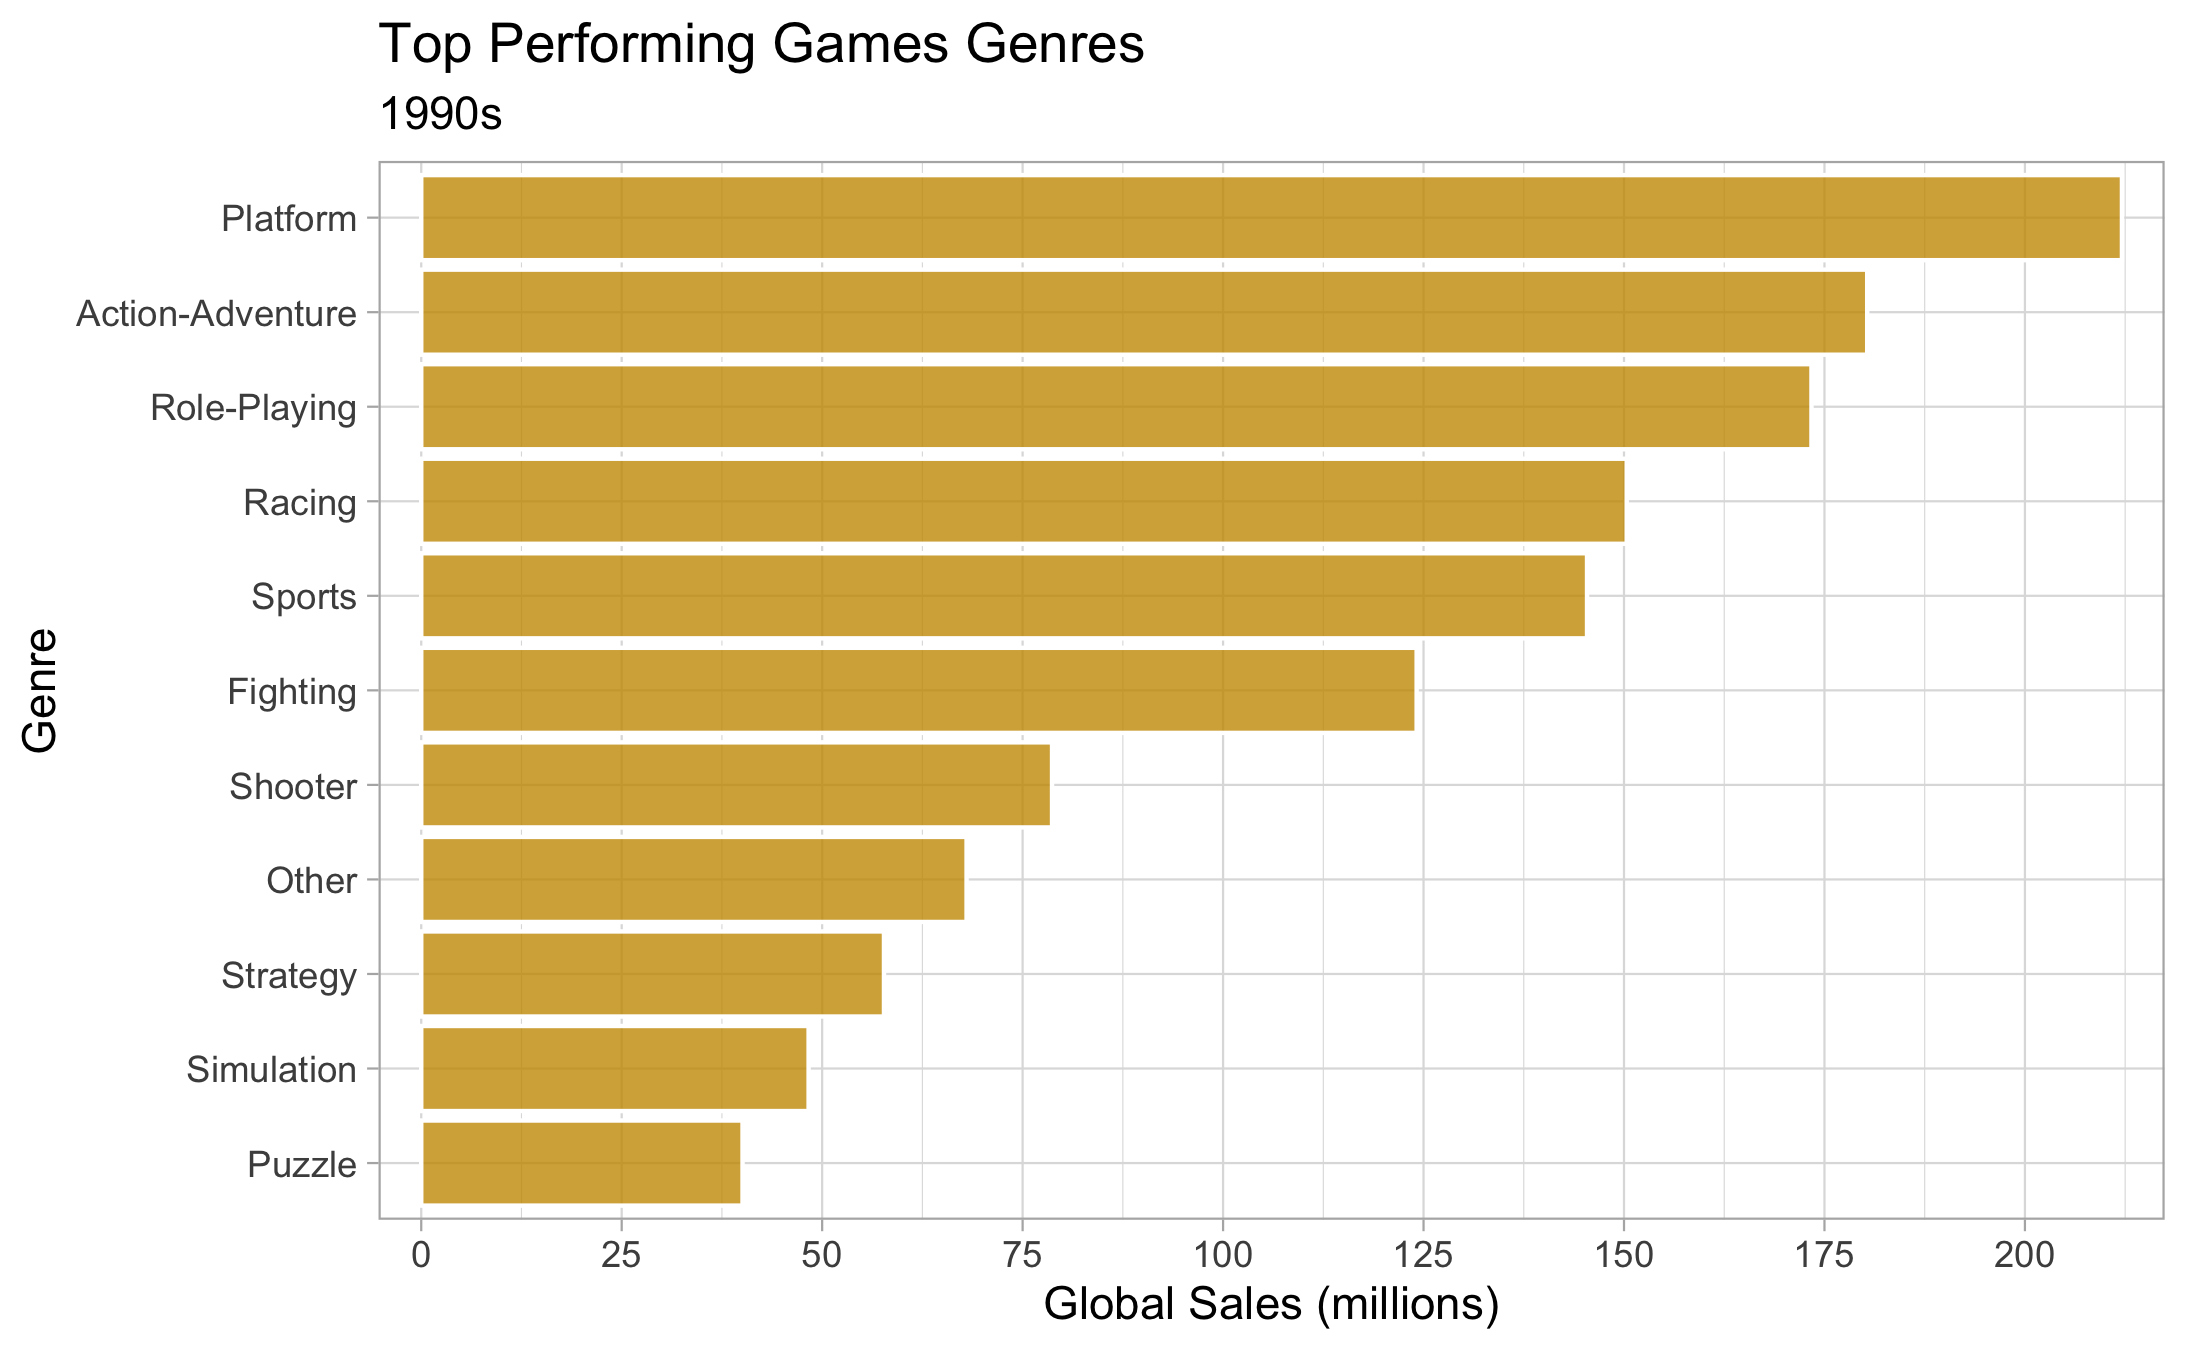 Top Performing Games Genres
1990s
Platform
Action-Adventure
Role-Playing
Racing
Sports
Fighting
Shooter
Other
Strategy
Simulation
Puzzle
Genre
0 25 50 75 100 125 150 175 200
Global Sales (millions)